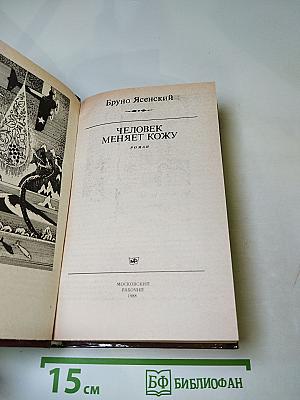 Бруно Ясенский
ЧЕЛОВЕК
МЕНЯЕТ КОЖУ
РОМАН
МОСКОВСКИЙ
РАБОЧИЙ
1988
15 см
БФ БИБЛИОФАН